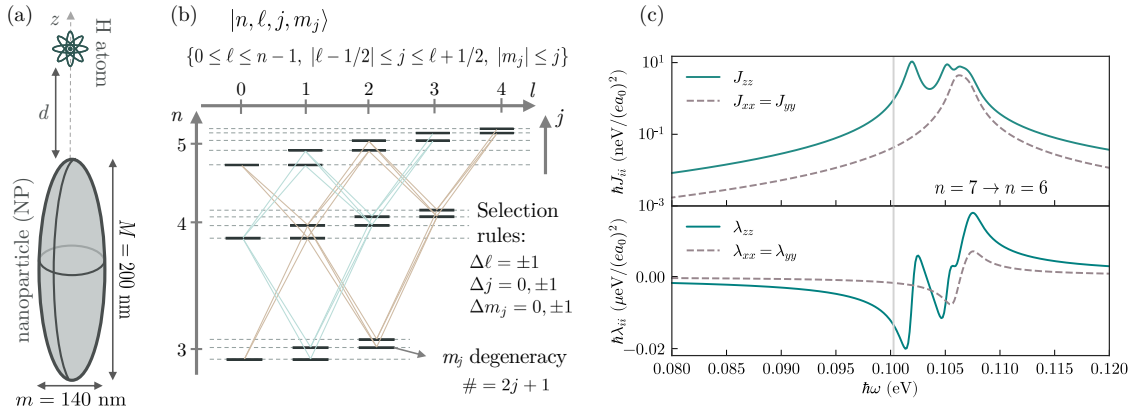 (a)
z
H atom
d
nanoparticle (NP)
M = 200 nm
m = 140 nm
(b)
|n, ℓ, j, m_j⟩
{0 ≤ ℓ ≤ n − 1, |ℓ − 1/2| ≤ j ≤ ℓ + 1/2, |m_j| ≤ j}
0 1 2 3 4 l
n
j
5
4
3
Selection
rules:
Δℓ = ±1
Δj = 0, ±1
Δm_j = 0, ±1
m_j degeneracy
# = 2j + 1
(c)
ħJ_ii (neV/(ea_0)^2)
10^1
10^−1
10^−3
J_zz
J_xx = J_yy
n = 7 → n = 6
ħλ_ii (μeV/(ea_0)^2)
0.00
−0.02
λ_zz
λ_xx = λ_yy
0.080 0.085 0.090 0.095 0.100 0.105 0.110 0.115 0.120
ħω (eV)